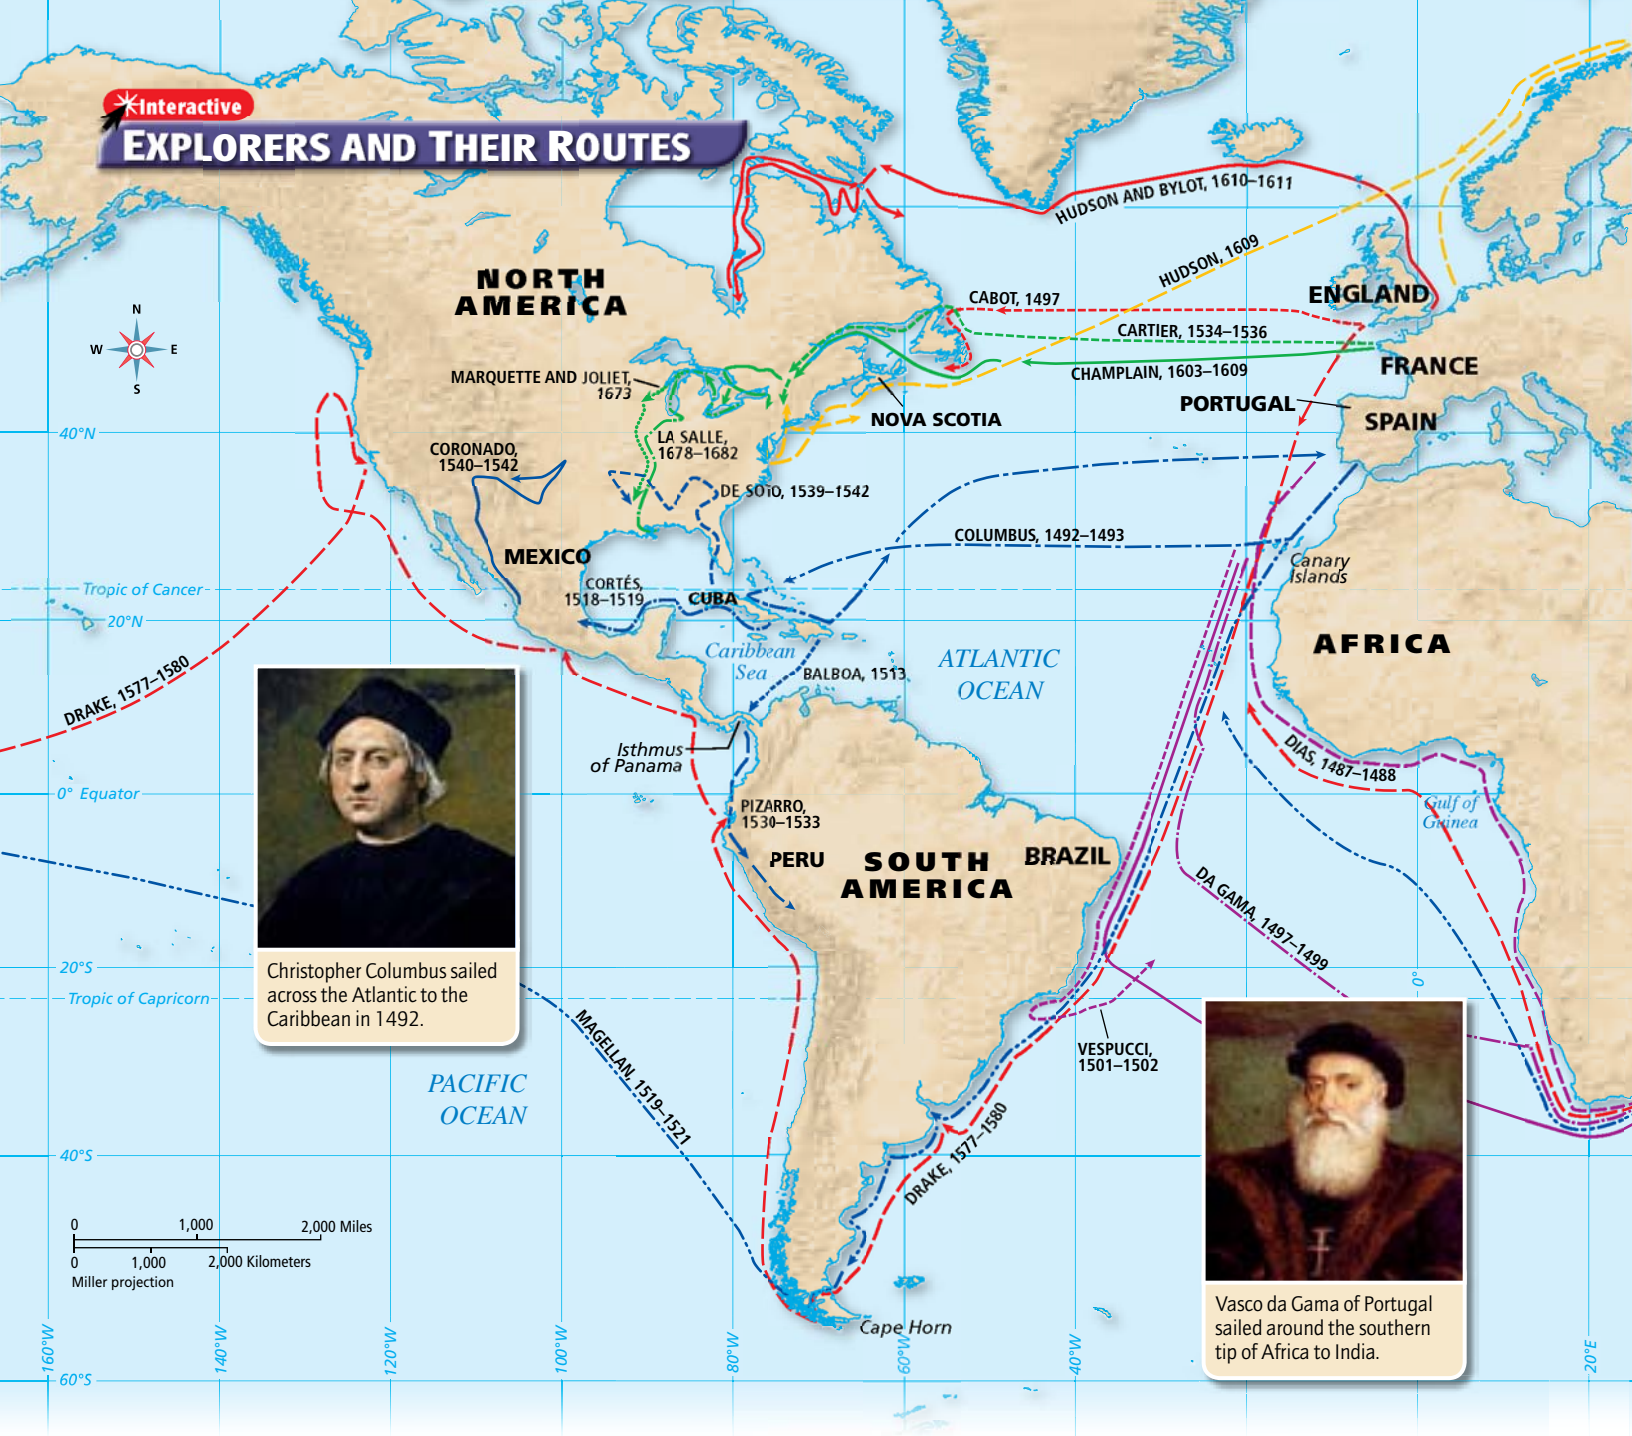 Interactive
EXPLORERS AND THEIR ROUTES
HUDSON AND BYLOT, 1610–1611
HUDSON, 1609
NORTH
AMERICA
CABOT, 1497
ENGLAND
CARTIER, 1534–1536
N
W
E
S
FRANCE
CHAMPLAIN, 1603–1609
MARQUETTE AND JOLIET,
1673
PORTUGAL
NOVA SCOTIA
SPAIN
40°N
LA SALLE,
1678–1682
CORONADO,
1540–1542
DE SOTO, 1539–1542
COLUMBUS, 1492–1493
MEXICO
Canary
Islands
Tropic of Cancer
CORTÉS,
1518–1519
CUBA
20°N
AFRICA
Caribbean
Sea
ATLANTIC
OCEAN
BALBOA, 1513
DRAKE, 1577–1580
Isthmus
of Panama
DIAS, 1487–1488
0° Equator
PIZARRO,
1530–1533
Gulf of
Guinea
PERU
SOUTH
AMERICA
BRAZIL
DA GAMA, 1497–1499
20°S
0°
Tropic of Capricorn
Christopher Columbus sailed
across the Atlantic to the
Caribbean in 1492.
MAGELLAN, 1519–1521
VESPUCCI,
1501–1502
PACIFIC
OCEAN
DRAKE, 1577–1580
40°S
0 1,000 2,000 Miles
0 1,000 2,000 Kilometers
Miller projection
Cape Horn
Vasco da Gama of Portugal
sailed around the southern
tip of Africa to India.
160°W
140°W
120°W
100°W
80°W
60°W
40°W
20°E
60°S